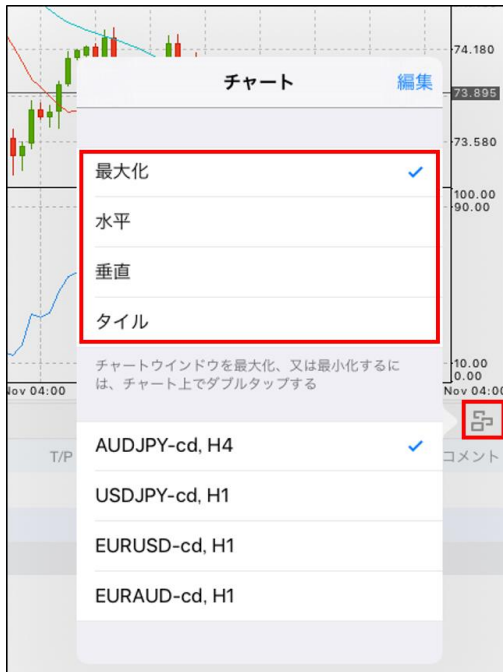 74.180
チャート
編集
73.895
73.580
最大化
100.00
90.00
水平
垂直
タイル
チャートウインドウを最大化、又は最小化するに
は、チャート上でダブルタップする
10.00
0.00
Nov 04:00
Nov 04:00
T/P
コメント
AUDJPY-cd, H4
USDJPY-cd, H1
EURUSD-cd, H1
EURAUD-cd, H1